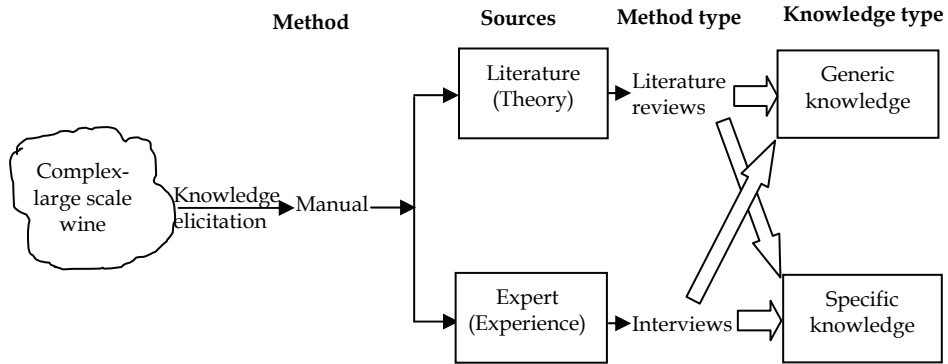 Method
Sources
Method type
Knowledge type
Literature
(Theory)
Literature
reviews
Generic
knowledge
Complex-
large scale
wine
Knowledge
elicitation
Manual
Expert
(Experience)
Interviews
Specific
knowledge